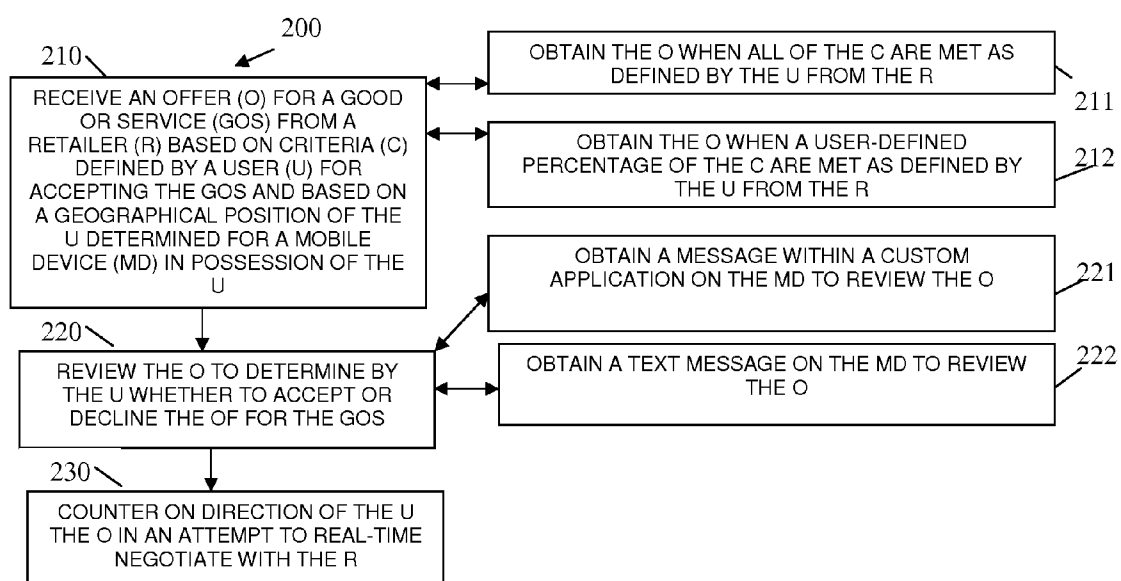 200
210
RECEIVE AN OFFER (O) FOR A GOOD
OR SERVICE (GOS) FROM A
RETAILER (R) BASED ON CRITERIA (C)
DEFINED BY A USER (U) FOR
ACCEPTING THE GOS AND BASED ON
A GEOGRAPHICAL POSITION OF THE
U DETERMINED FOR A MOBILE
DEVICE (MD) IN POSSESSION OF THE
U
OBTAIN THE O WHEN ALL OF THE C ARE MET AS
DEFINED BY THE U FROM THE R
211
OBTAIN THE O WHEN A USER-DEFINED
PERCENTAGE OF THE C ARE MET AS DEFINED BY
THE U FROM THE R
212
220
REVIEW THE O TO DETERMINE BY
THE U WHETHER TO ACCEPT OR
DECLINE THE OF FOR THE GOS
OBTAIN A MESSAGE WITHIN A CUSTOM
APPLICATION ON THE MD TO REVIEW THE O
221
OBTAIN A TEXT MESSAGE ON THE MD TO REVIEW
THE O
222
230
COUNTER ON DIRECTION OF THE U
THE O IN AN ATTEMPT TO REAL-TIME
NEGOTIATE WITH THE R